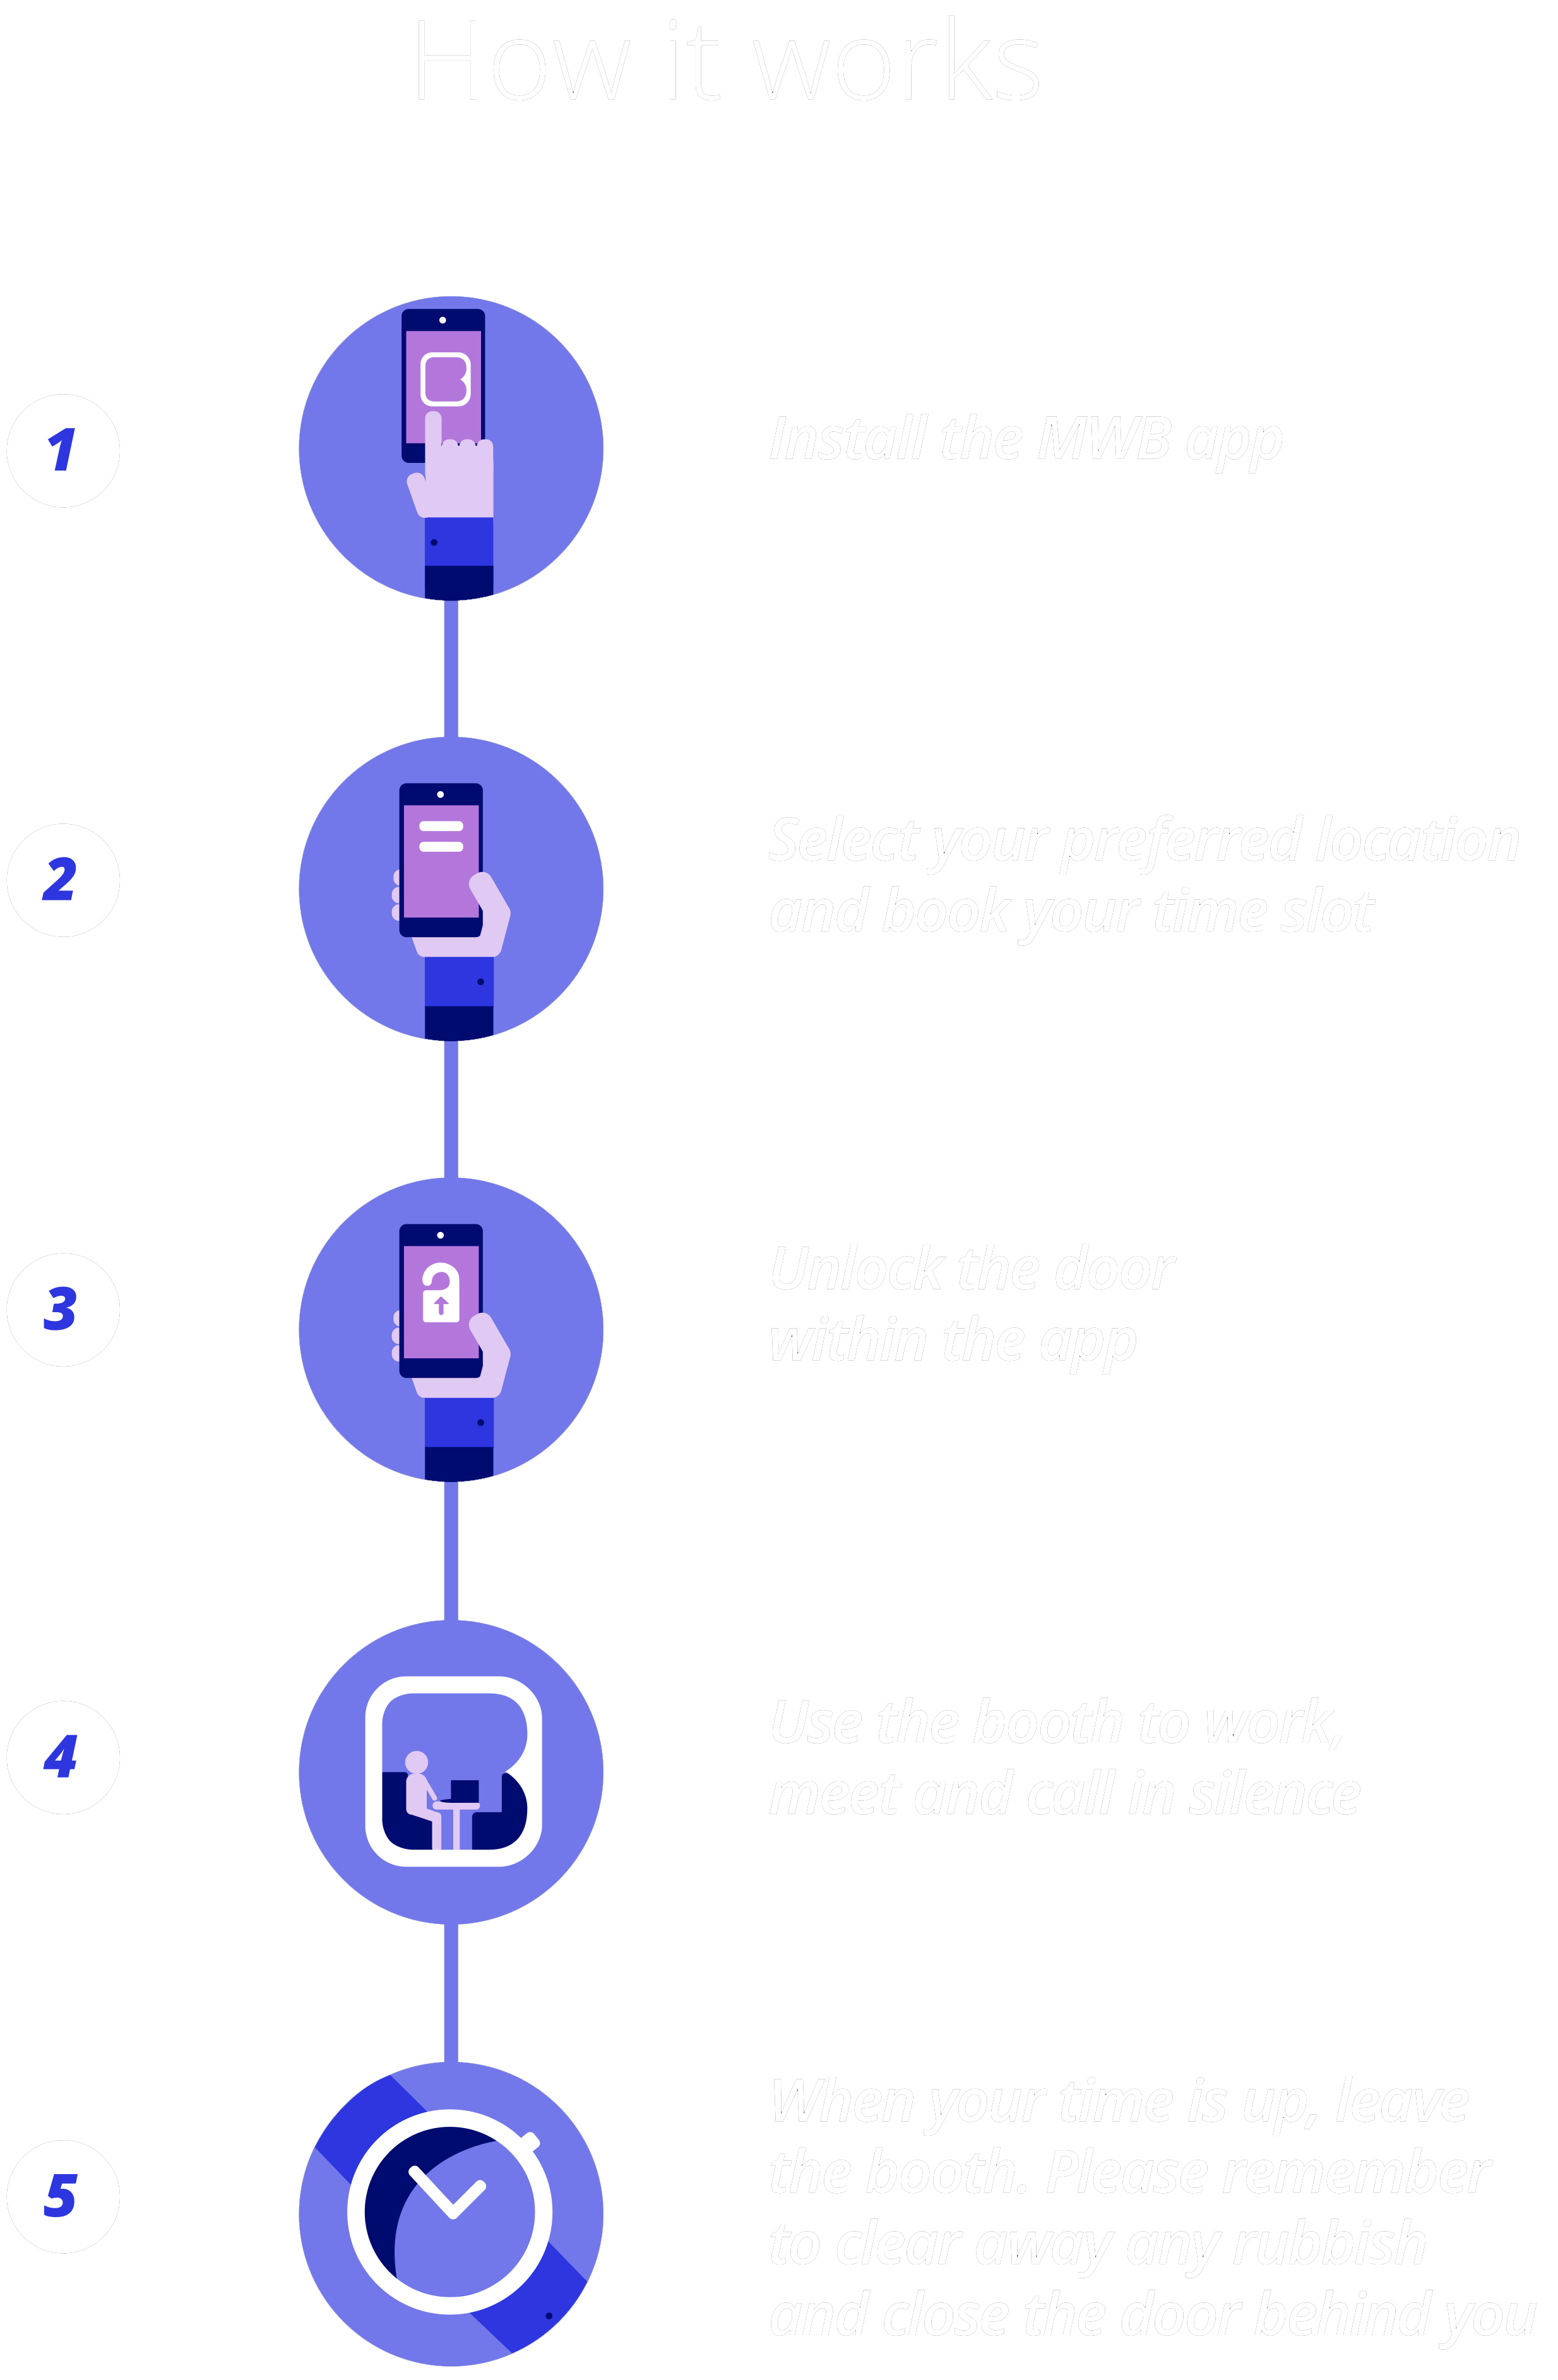 How it works
1
Install the MWB app
2
Select your preferred location
and book your time slot
3
Unlock the door
within the app
4
Use the booth to work,
meet and call in silence
5
When your time is up, leave
the booth. Please remember
to clear away any rubbish
and close the door behind you